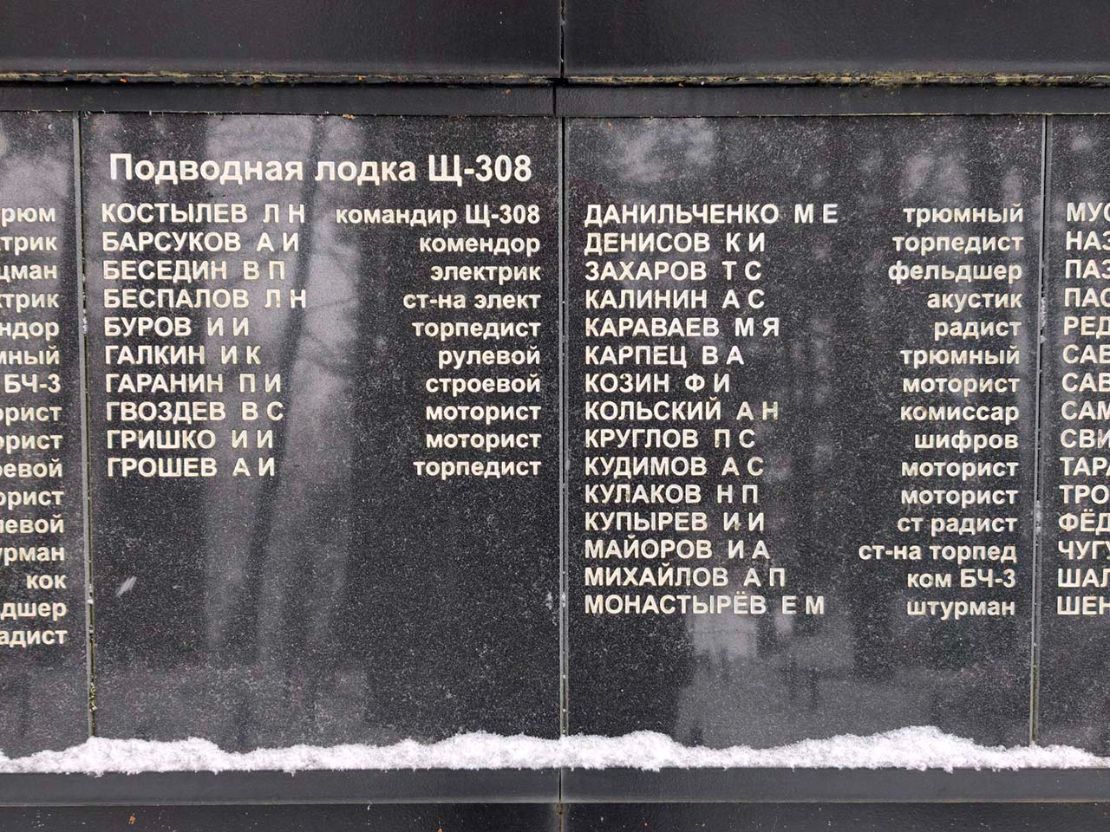 Подводная лодка Щ-308
КОСТЫЛЕВ Л Н командир Щ-308
БАРСУКОВ А И комендор
БЕСЕДИН В П электрик
БЕСПАЛОВ Л Н ст-на элект
БУРОВ И И торпедист
ГАЛКИН И К рулевой
ГАРАНИН П И строевой
ГВОЗДЕВ В С моторист
ГРИШКО И И моторист
ГРОШЕВ А И торпедист
ДАНИЛЬЧЕНКО М Е трюмный
ДЕНИСОВ К И торпедист
ЗАХАРОВ Т С фельдшер
КАЛИНИН А С акустик
КАРАВАЕВ М Я радист
КАРПЕЦ В А трюмный
КОЗИН Ф И моторист
КОЛЬСКИЙ А Н комиссар
КРУГЛОВ П С шифров
КУДИМОВ А С моторист
КУЛАКОВ Н П моторист
КУПЫРЕВ И И ст радист
МАЙОРОВ И А ст-на торпед
МИХАЙЛОВ А П ком БЧ-3
МОНАСТЫРЁВ Е М штурман
БЧ-3
кок